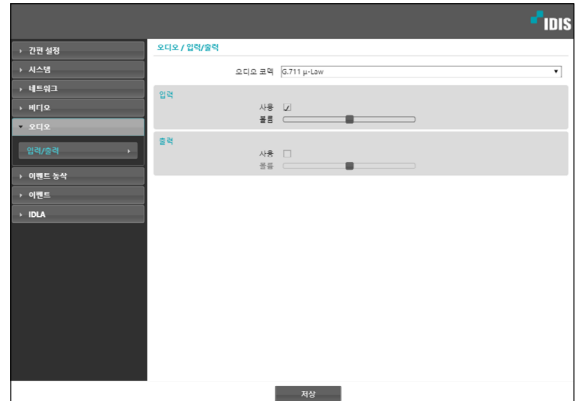 IDIS
간편 설정
시스템
네트워크
비디오
오디오
입력/출력
이벤트 동작
이벤트
IDLA
오디오 / 입력/출력
오디오 코덱 G.711 μ-Law
입력
사용
볼륨
출력
사용
볼륨
저장